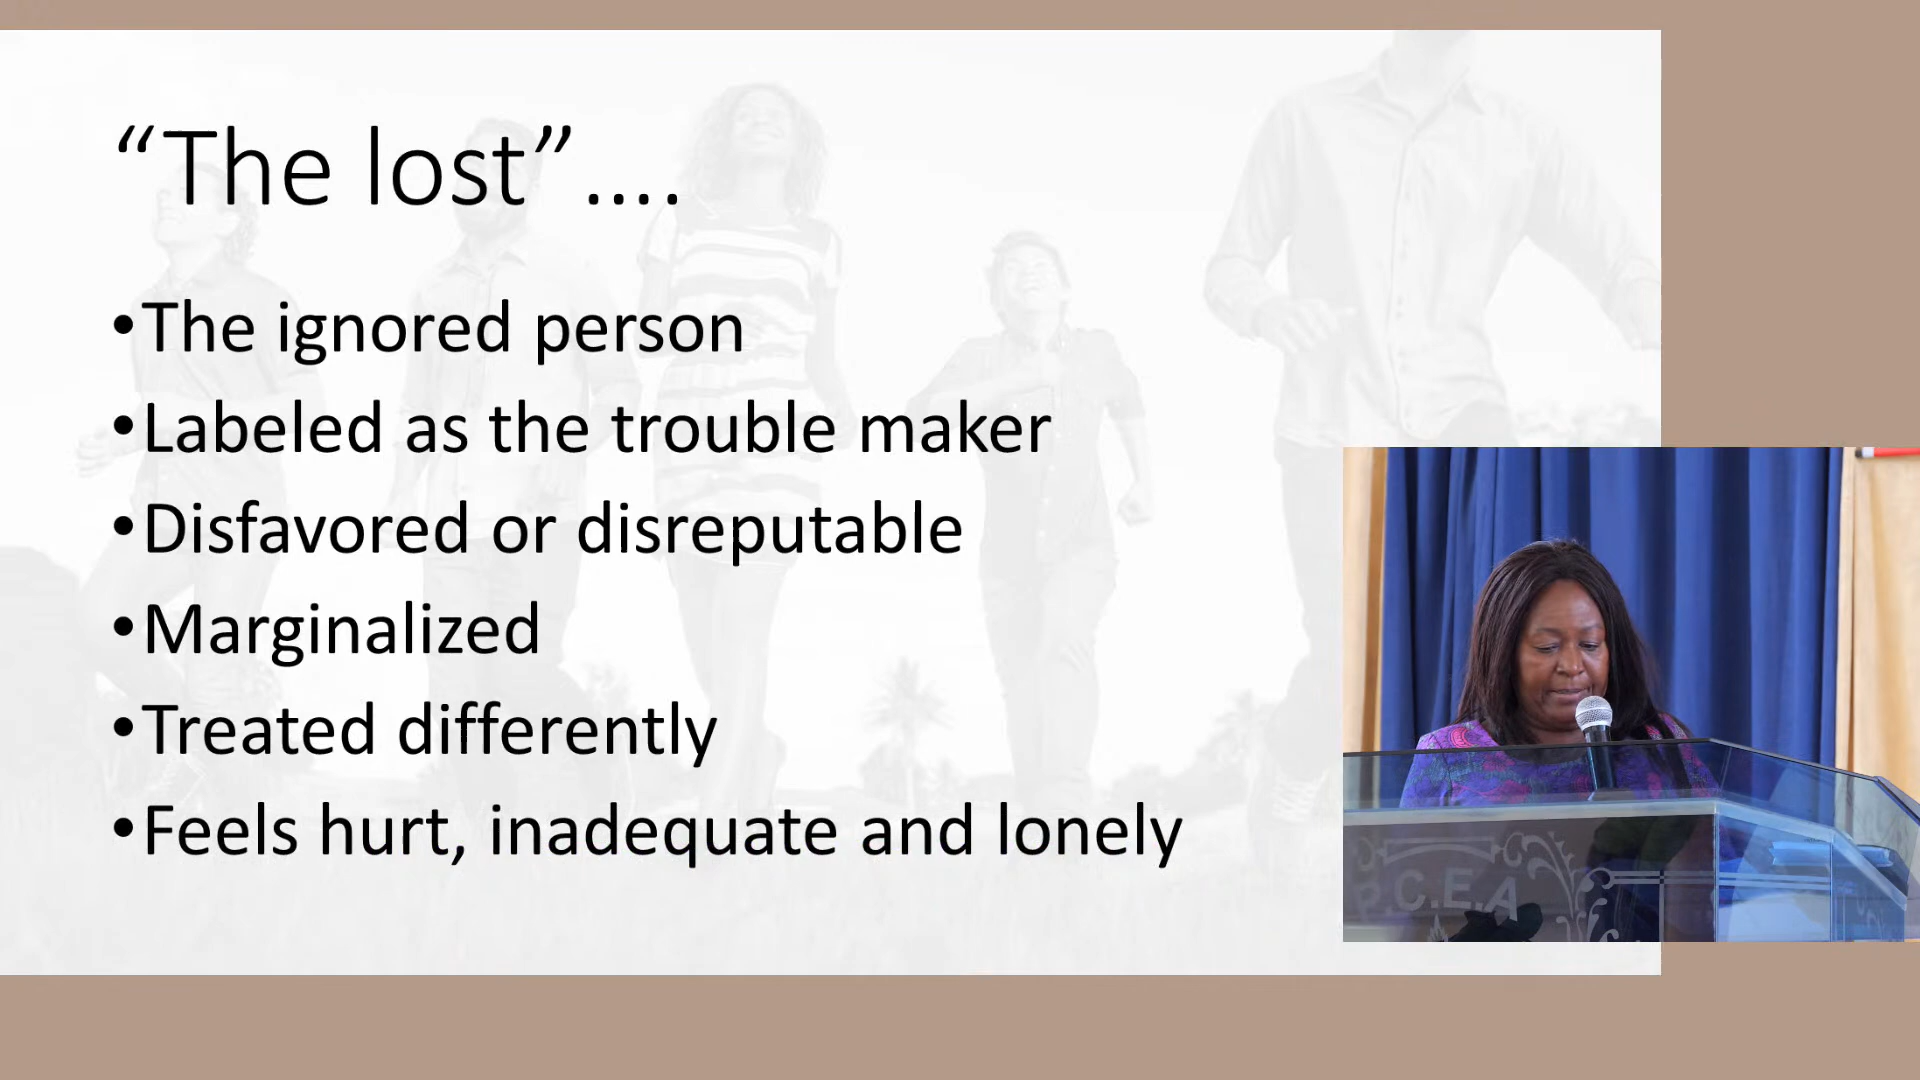 “The lost”….
•The ignored person
•Labeled as the trouble maker
•Disfavored or disreputable
•Marginalized
•Treated differently
•Feels hurt, inadequate and lonely
P.C.E.A